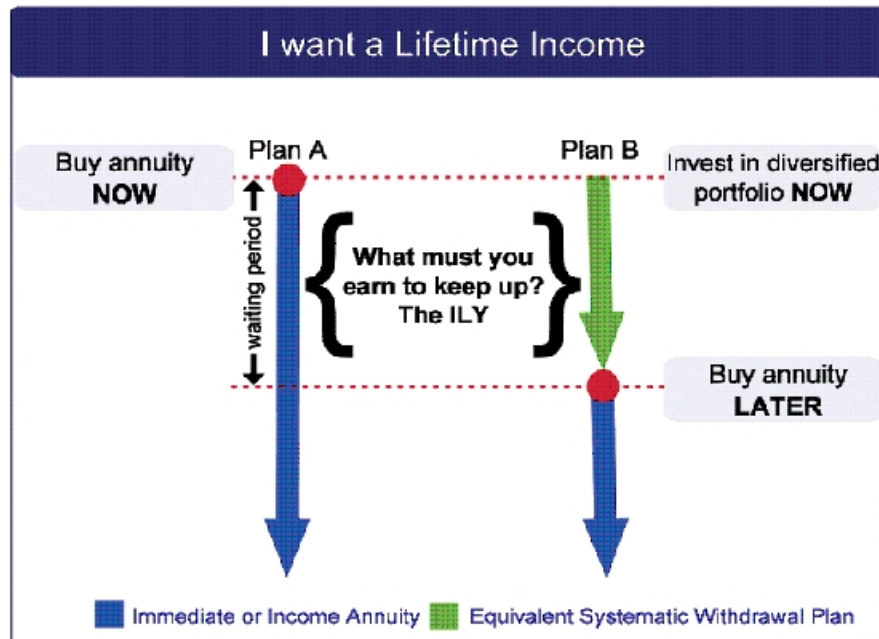 I want a Lifetime Income
Plan A
Plan B
Buy annuity
NOW
Invest in diversified
portfolio NOW
waiting period
What must you
earn to keep up?
The ILY
Buy annuity
LATER
Immediate or Income Annuity
Equivalent Systematic Withdrawal Plan